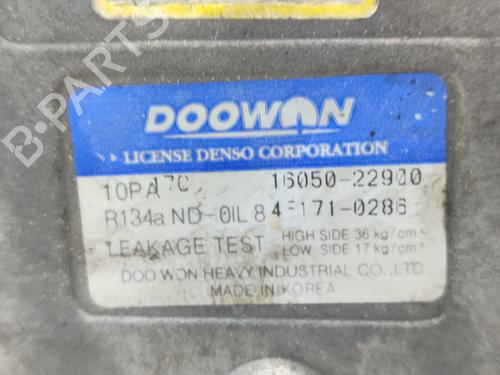 B-PARTS
DOOWON
LICENSE DENSO CORPORATION
10PA17C 16050-22900
R134a ND-OIL 8 4F171-0286
LEAKAGE TEST HIGH SIDE 36 kg/cm²
LOW SIDE 17 kg/cm²
DOO WON HEAVY INDUSTRIAL CO., LTD
MADE IN KOREA